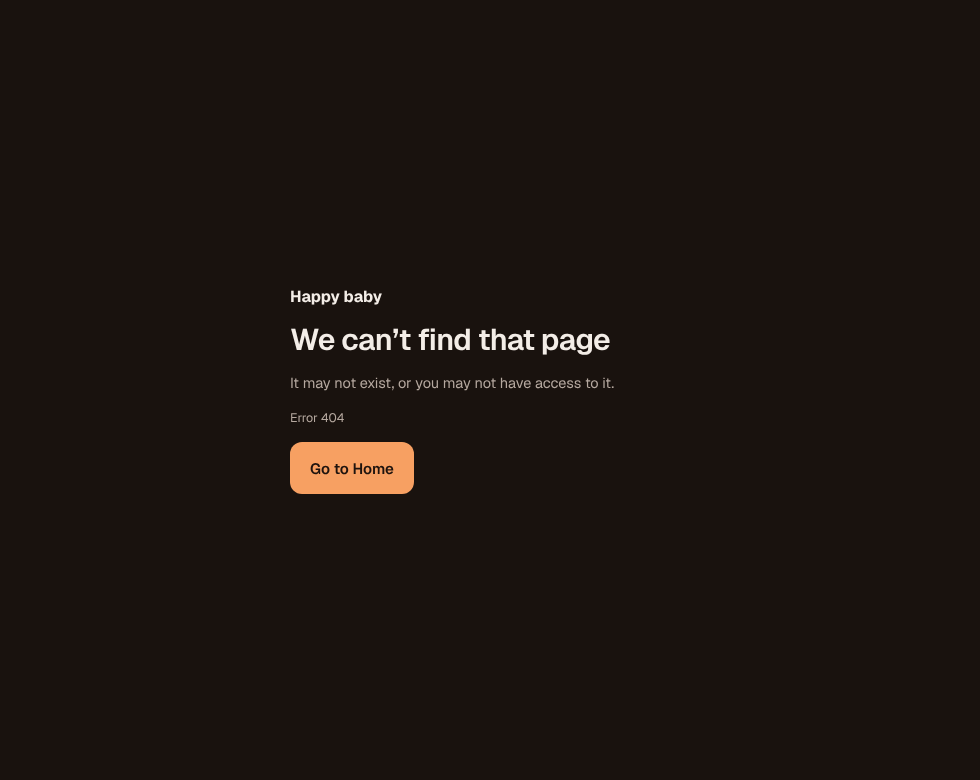 Happy baby
We can’t find that page
It may not exist, or you may not have access to it.
Error 404
Go to Home